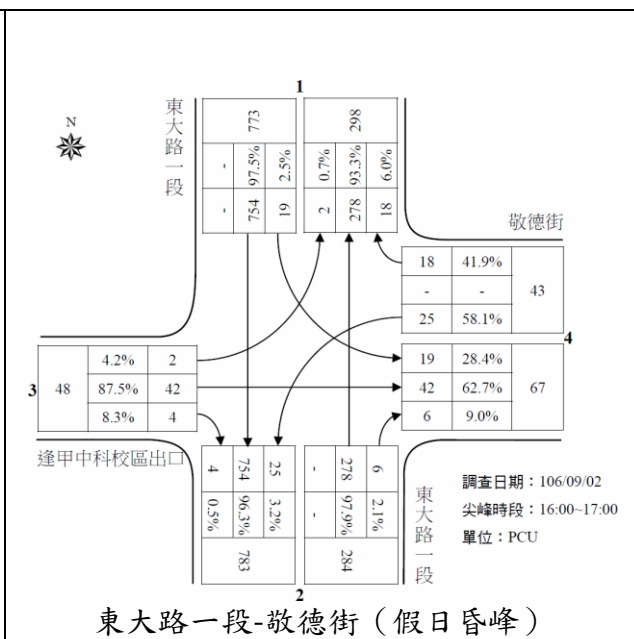 1
N
東大路一段
773
- 97.5% 2.5%
- 754 19
298
0.7% 93.3% 6.0%
2 278 18
敬德街
18 41.9%
- -
25 58.1%
43
4
19 28.4%
42 62.7%
6 9.0%
67
3
48
4.2% 2
87.5% 42
8.3% 4
逢甲中科校區出口
4 754 25
0.5% 96.3% 3.2%
783
- 278 6
- 97.9% 2.1%
284
2
東大路一段
調查日期：106/09/02
尖峰時段：16:00~17:00
單位：PCU
東大路一段-敬德街（假日昏峰）